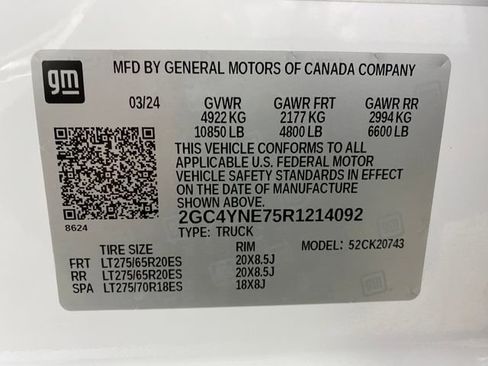 gm
MFD BY GENERAL MOTORS OF CANADA COMPANY
03/24 GVWR GAWR FRT GAWR RR
4922 KG 2177 KG 2994 KG
10850 LB 4800 LB 6600 LB
THIS VEHICLE CONFORMS TO ALL
APPLICABLE U.S. FEDERAL MOTOR
VEHICLE SAFETY STANDARDS IN EFFECT
ON THE DATE OF MANUFACTURE
SHOWN ABOVE.
2GC4YNE75R1214092
8624 TYPE: TRUCK
TIRE SIZE RIM MODEL: 52CK20743
FRT LT275/65R20ES 20X8.5J
RR LT275/65R20ES 20X8.5J
SPA LT275/70R18ES 18X8J